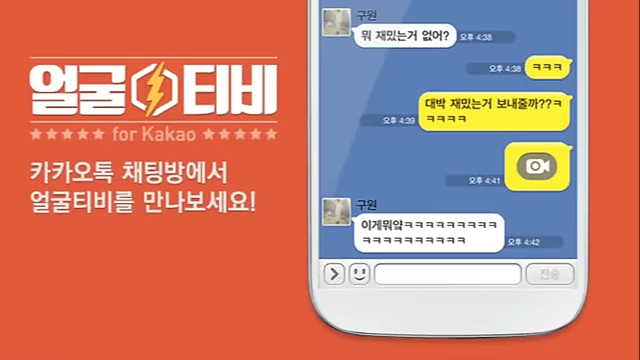 얼굴티비
for Kakao
카카오톡 채팅방에서
얼굴티비를 만나보세요!
구원
뭐 재밌는거 없어?
오후 4:38
ㅋㅋㅋ
오후 4:38
대박 재밌는거 보내줄까??ㅋ
ㅋㅋㅋㅋ
오후 4:39
오후 4:41
구원
이게뭐얔ㅋㅋㅋㅋㅋㅋㅋㅋㅋ
ㅋㅋㅋㅋㅋㅋㅋㅋㅋㅋ
오후 4:42
전송